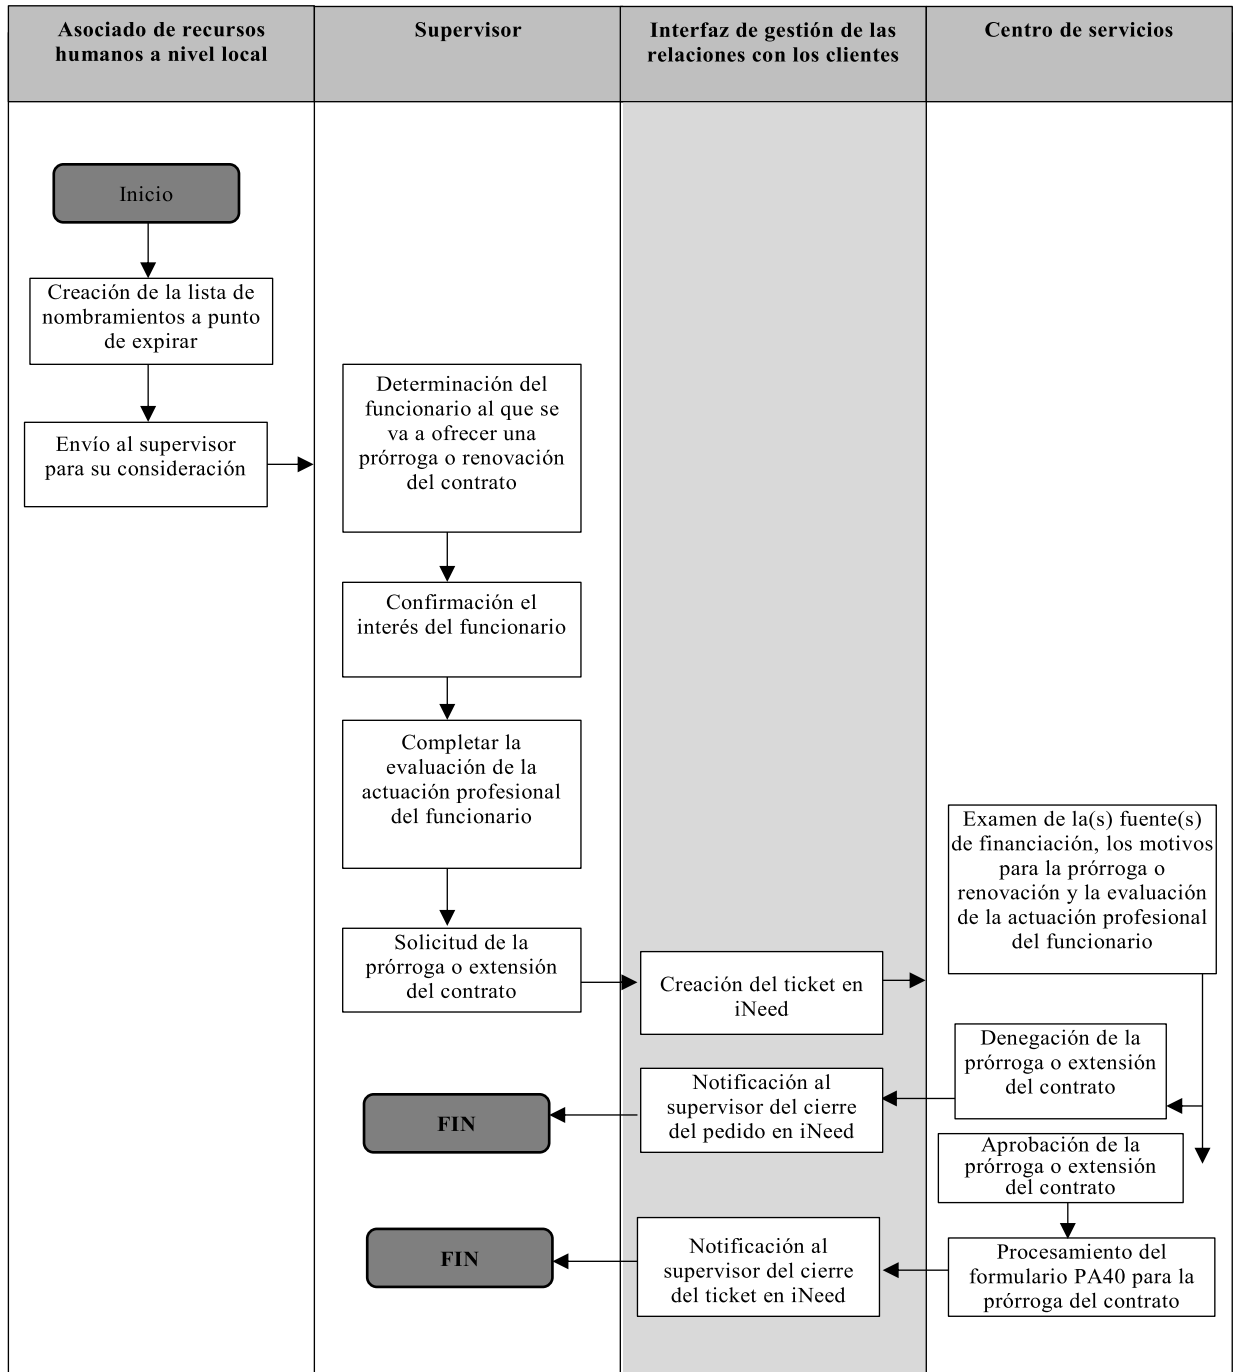 Asociado de recursos
humanos a nivel local
Supervisor
Interfaz de gestión de las
relaciones con los clientes
Centro de servicios
Inicio
Creación de la lista de
nombramientos a punto
de expirar
Envío al supervisor
para su consideración
Determinación del
funcionario al que se
va a ofrecer una
prórroga o renovación
del contrato
Confirmación el
interés del funcionario
Completar la
evaluación de la
actuación profesional
del funcionario
Solicitud de la
prórroga o extensión
del contrato
Creación del ticket en
iNeed
Examen de la(s) fuente(s)
de financiación, los motivos
para la prórroga o
renovación y la evaluación
de la actuación profesional
del funcionario
Denegación de la
prórroga o extensión
del contrato
Notificación al
supervisor del cierre
del pedido en iNeed
FIN
Aprobación de la
prórroga o extensión
del contrato
Procesamiento del
formulario PA40 para la
prórroga del contrato
Notificación al
supervisor del cierre
del ticket en iNeed
FIN